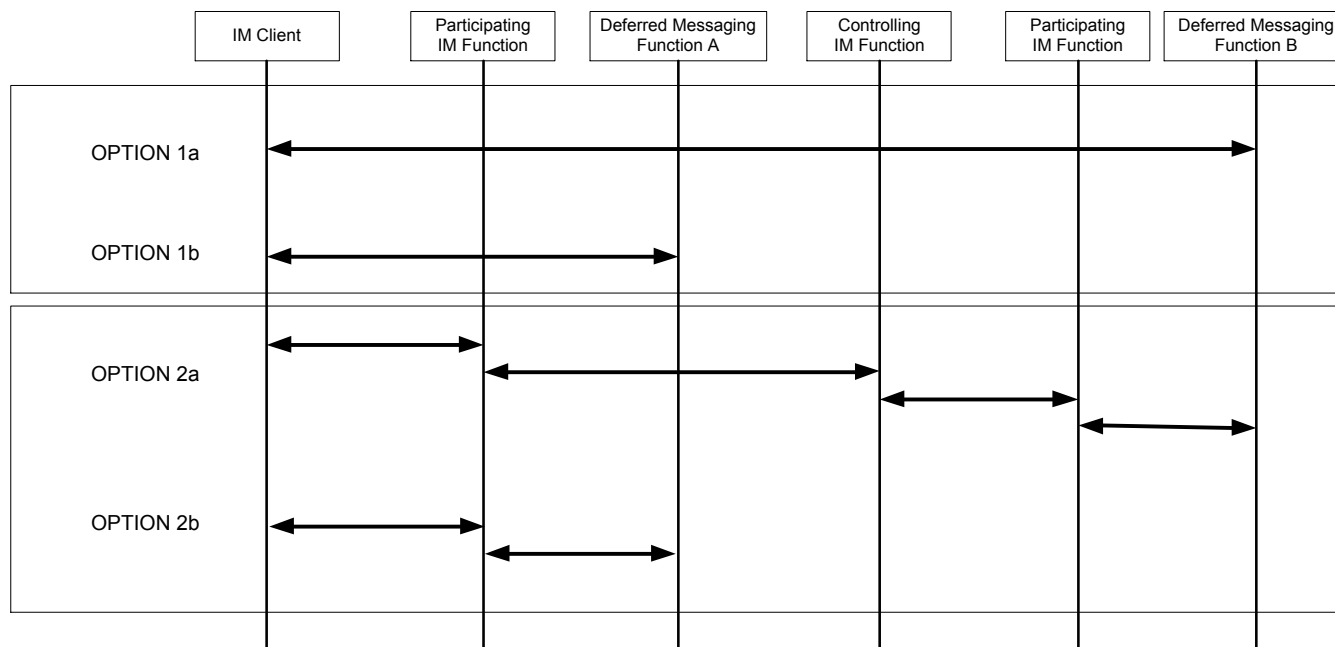 IM Client
Participating
IM Function
Deferred Messaging
Function A
Controlling
IM Function
Participating
IM Function
Deferred Messaging
Function B
OPTION 1a
OPTION 1b
OPTION 2a
OPTION 2b